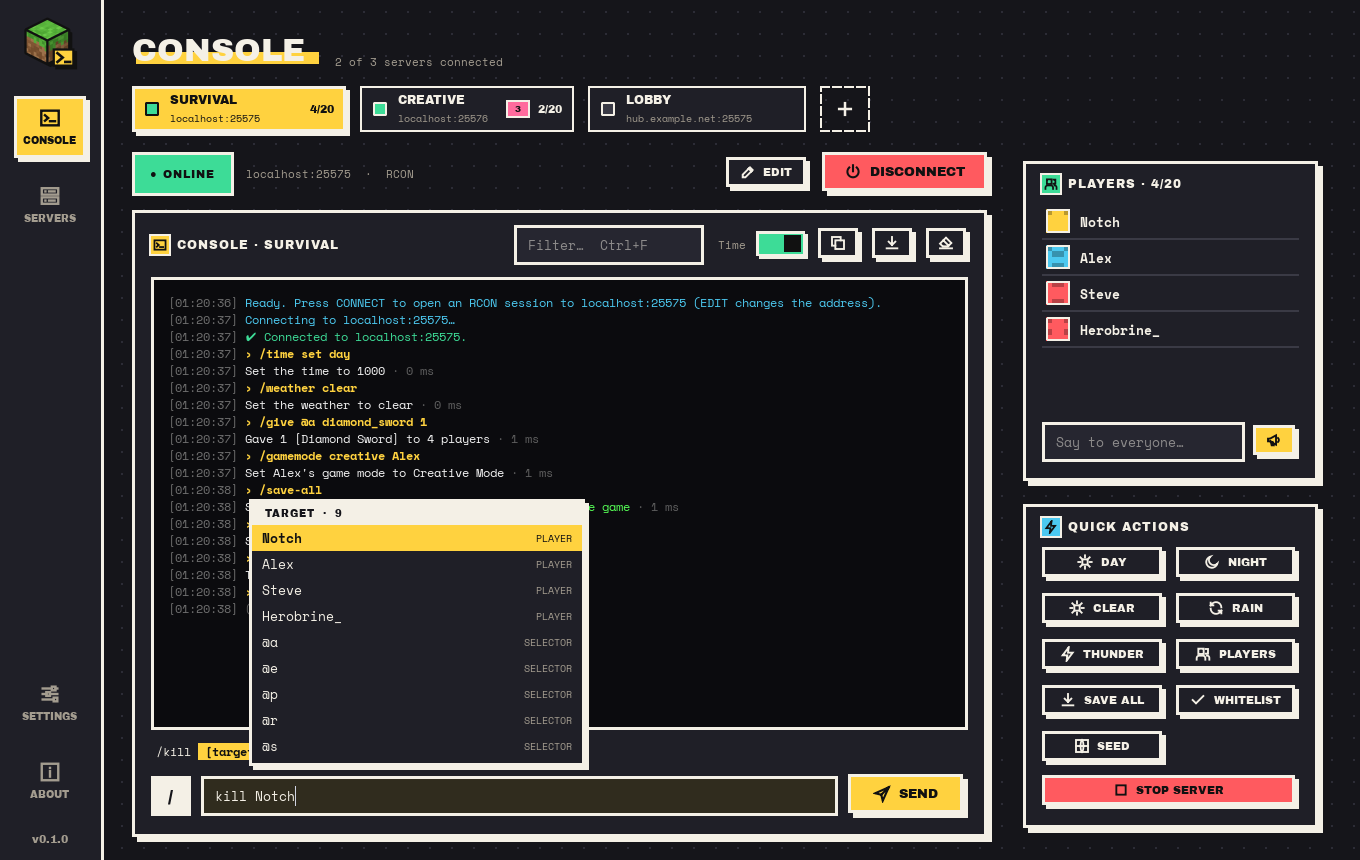 CONSOLE
2 of 3 servers connected
SURVIVAL
localhost:25575
4/20
CREATIVE
localhost:25576
3
2/20
LOBBY
hub.example.net:25575
+
CONSOLE
SERVERS
SETTINGS
ABOUT
v0.1.0
• ONLINE
localhost:25575 · RCON
EDIT
DISCONNECT
CONSOLE · SURVIVAL
Filter… Ctrl+F
Time
[01:20:36] Ready. Press CONNECT to open an RCON session to localhost:25575 (EDIT changes the address).
[01:20:37] Connecting to localhost:25575…
[01:20:37] ✔ Connected to localhost:25575.
[01:20:37] › /time set day
[01:20:37] Set the time to 1000 · 0 ms
[01:20:37] › /weather clear
[01:20:37] Set the weather to clear · 0 ms
[01:20:37] › /give @a diamond_sword 1
[01:20:37] Gave 1 [Diamond Sword] to 4 players · 1 ms
[01:20:37] › /gamemode creative Alex
[01:20:37] Set Alex's game mode to Creative Mode · 1 ms
[01:20:38] › /save-all
[01:20:38] game · 1 ms
[01:20:38]
[01:20:38]
[01:20:38]
[01:20:38]
[01:20:38]
[01:20:38]
TARGET · 9
Notch PLAYER
Alex PLAYER
Steve PLAYER
Herobrine_ PLAYER
@a SELECTOR
@e SELECTOR
@p SELECTOR
@r SELECTOR
@s SELECTOR
/kill [targe
/
kill Notch
SEND
PLAYERS · 4/20
Notch
Alex
Steve
Herobrine_
Say to everyone…
QUICK ACTIONS
DAY
NIGHT
CLEAR
RAIN
THUNDER
PLAYERS
SAVE ALL
WHITELIST
SEED
STOP SERVER